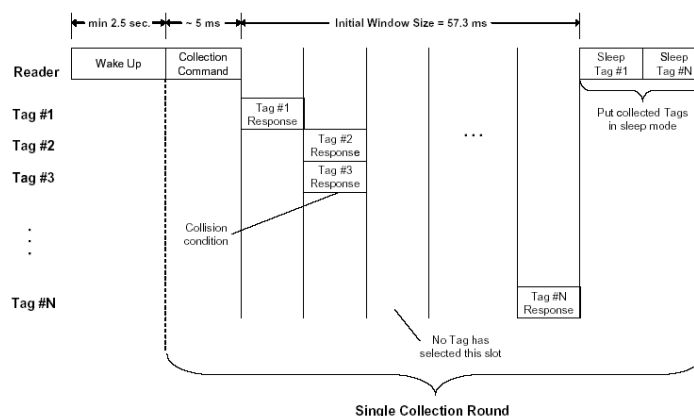 min 2.5 sec.
~ 5 ms
Initial Window Size = 57.3 ms
Reader
Wake Up
Collection
Command
Sleep
Tag #1
Sleep
Tag #N
Tag #1
Tag #1
Response
Put collected Tags
in sleep mode
Tag #2
Tag #2
Response
...
Tag #3
Tag #3
Response
Collision
condition
Tag #N
Tag #N
Response
No Tag has
selected this slot
Single Collection Round